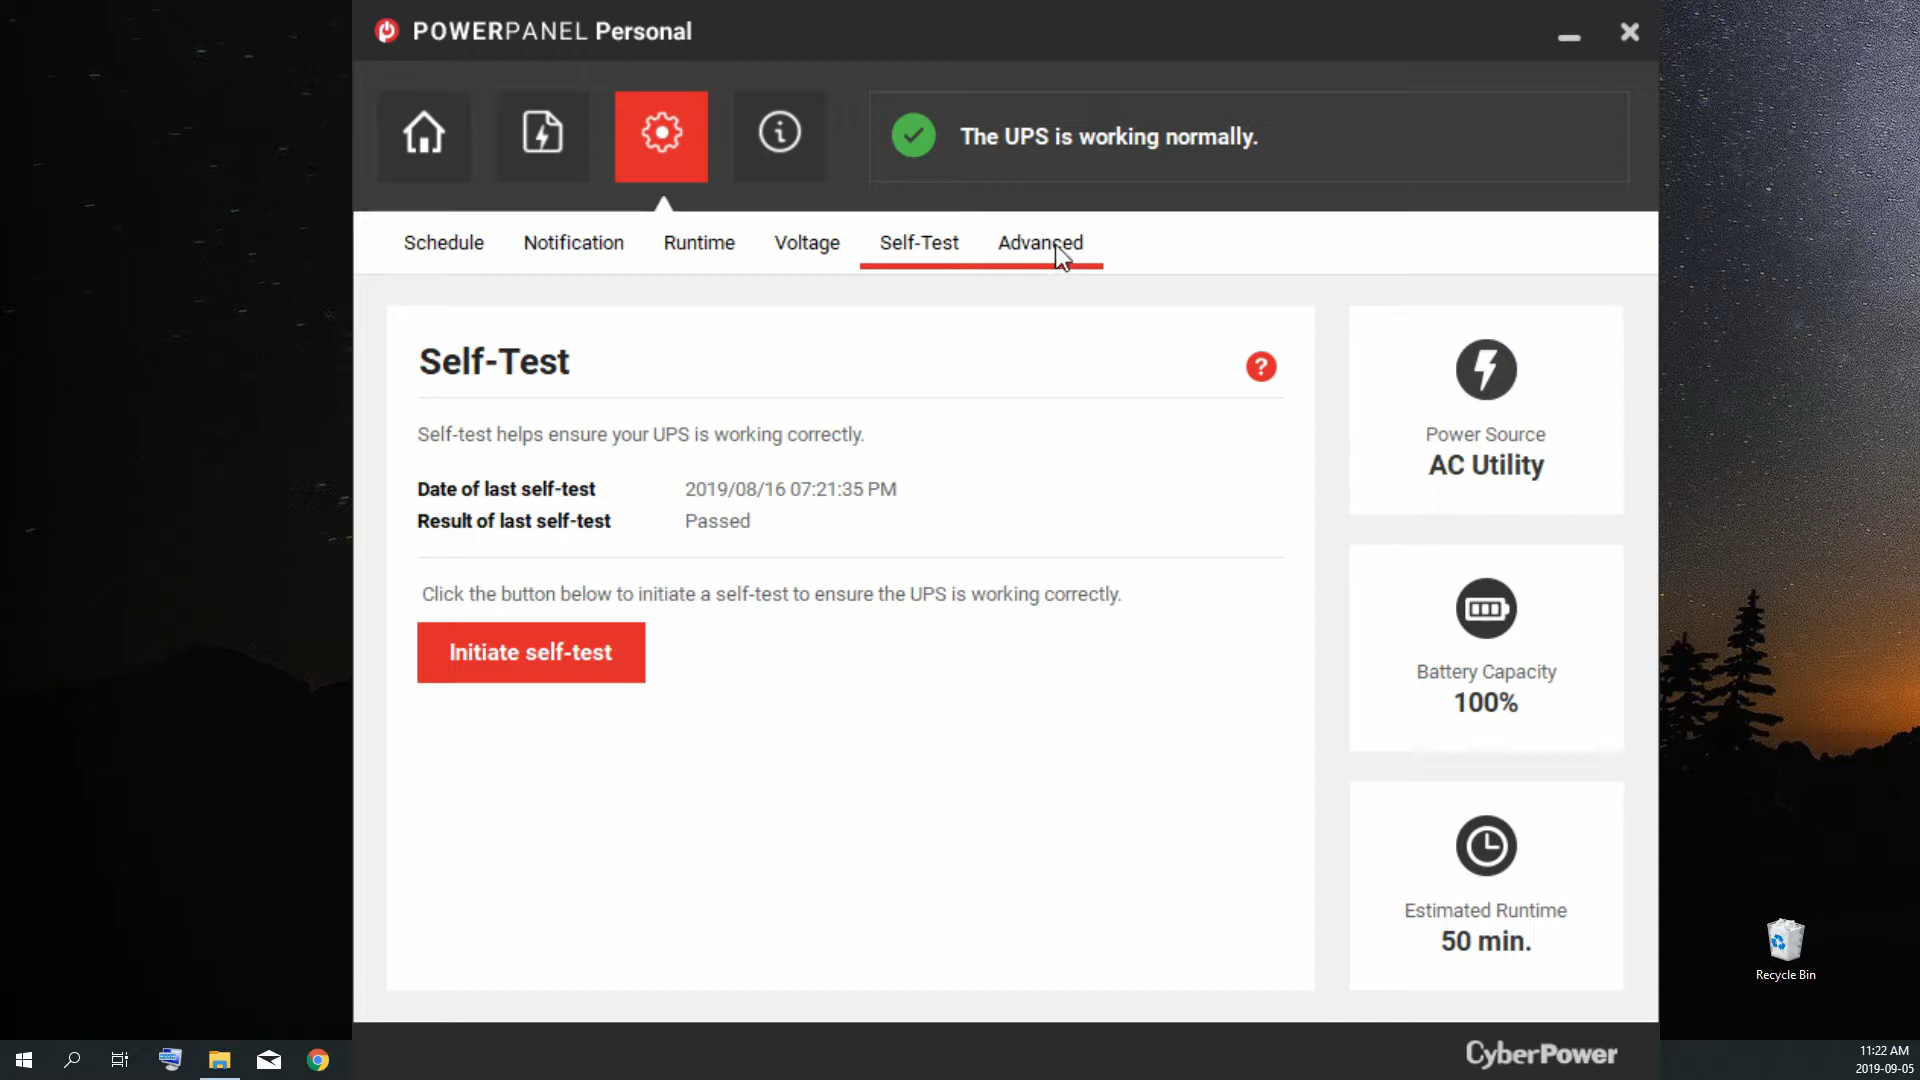 POWERPANEL Personal
The UPS is working normally.
Schedule Notification Runtime Voltage Self-Test Advanced
Self-Test
?
Self-test helps ensure your UPS is working correctly.
Date of last self-test 2019/08/16 07:21:35 PM
Result of last self-test Passed
Click the button below to initiate a self-test to ensure the UPS is working correctly.
Initiate self-test
Power Source
AC Utility
Battery Capacity
100%
Estimated Runtime
50 min.
Recycle Bin
CyberPower
11:22 AM
2019-09-05